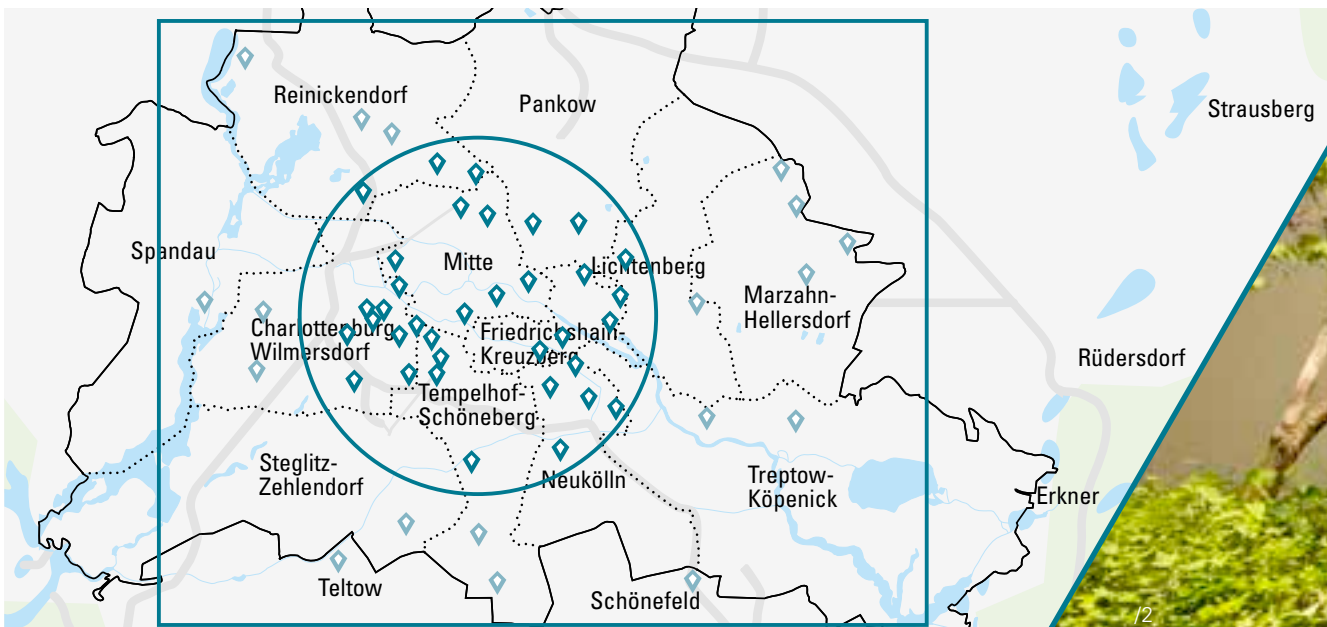 Reinickendorf
Pankow
Strausberg
Spandau
Mitte
Lichtenberg
Marzahn-
Hellersdorf
Charlottenburg
Wilmersdorf
Friedrichshain-
Kreuzberg
Rüdersdorf
Tempelhof-
Schöneberg
Steglitz-
Zehlendorf
Neukölln
Treptow-
Köpenick
Erkner
Teltow
Schönefeld
/2